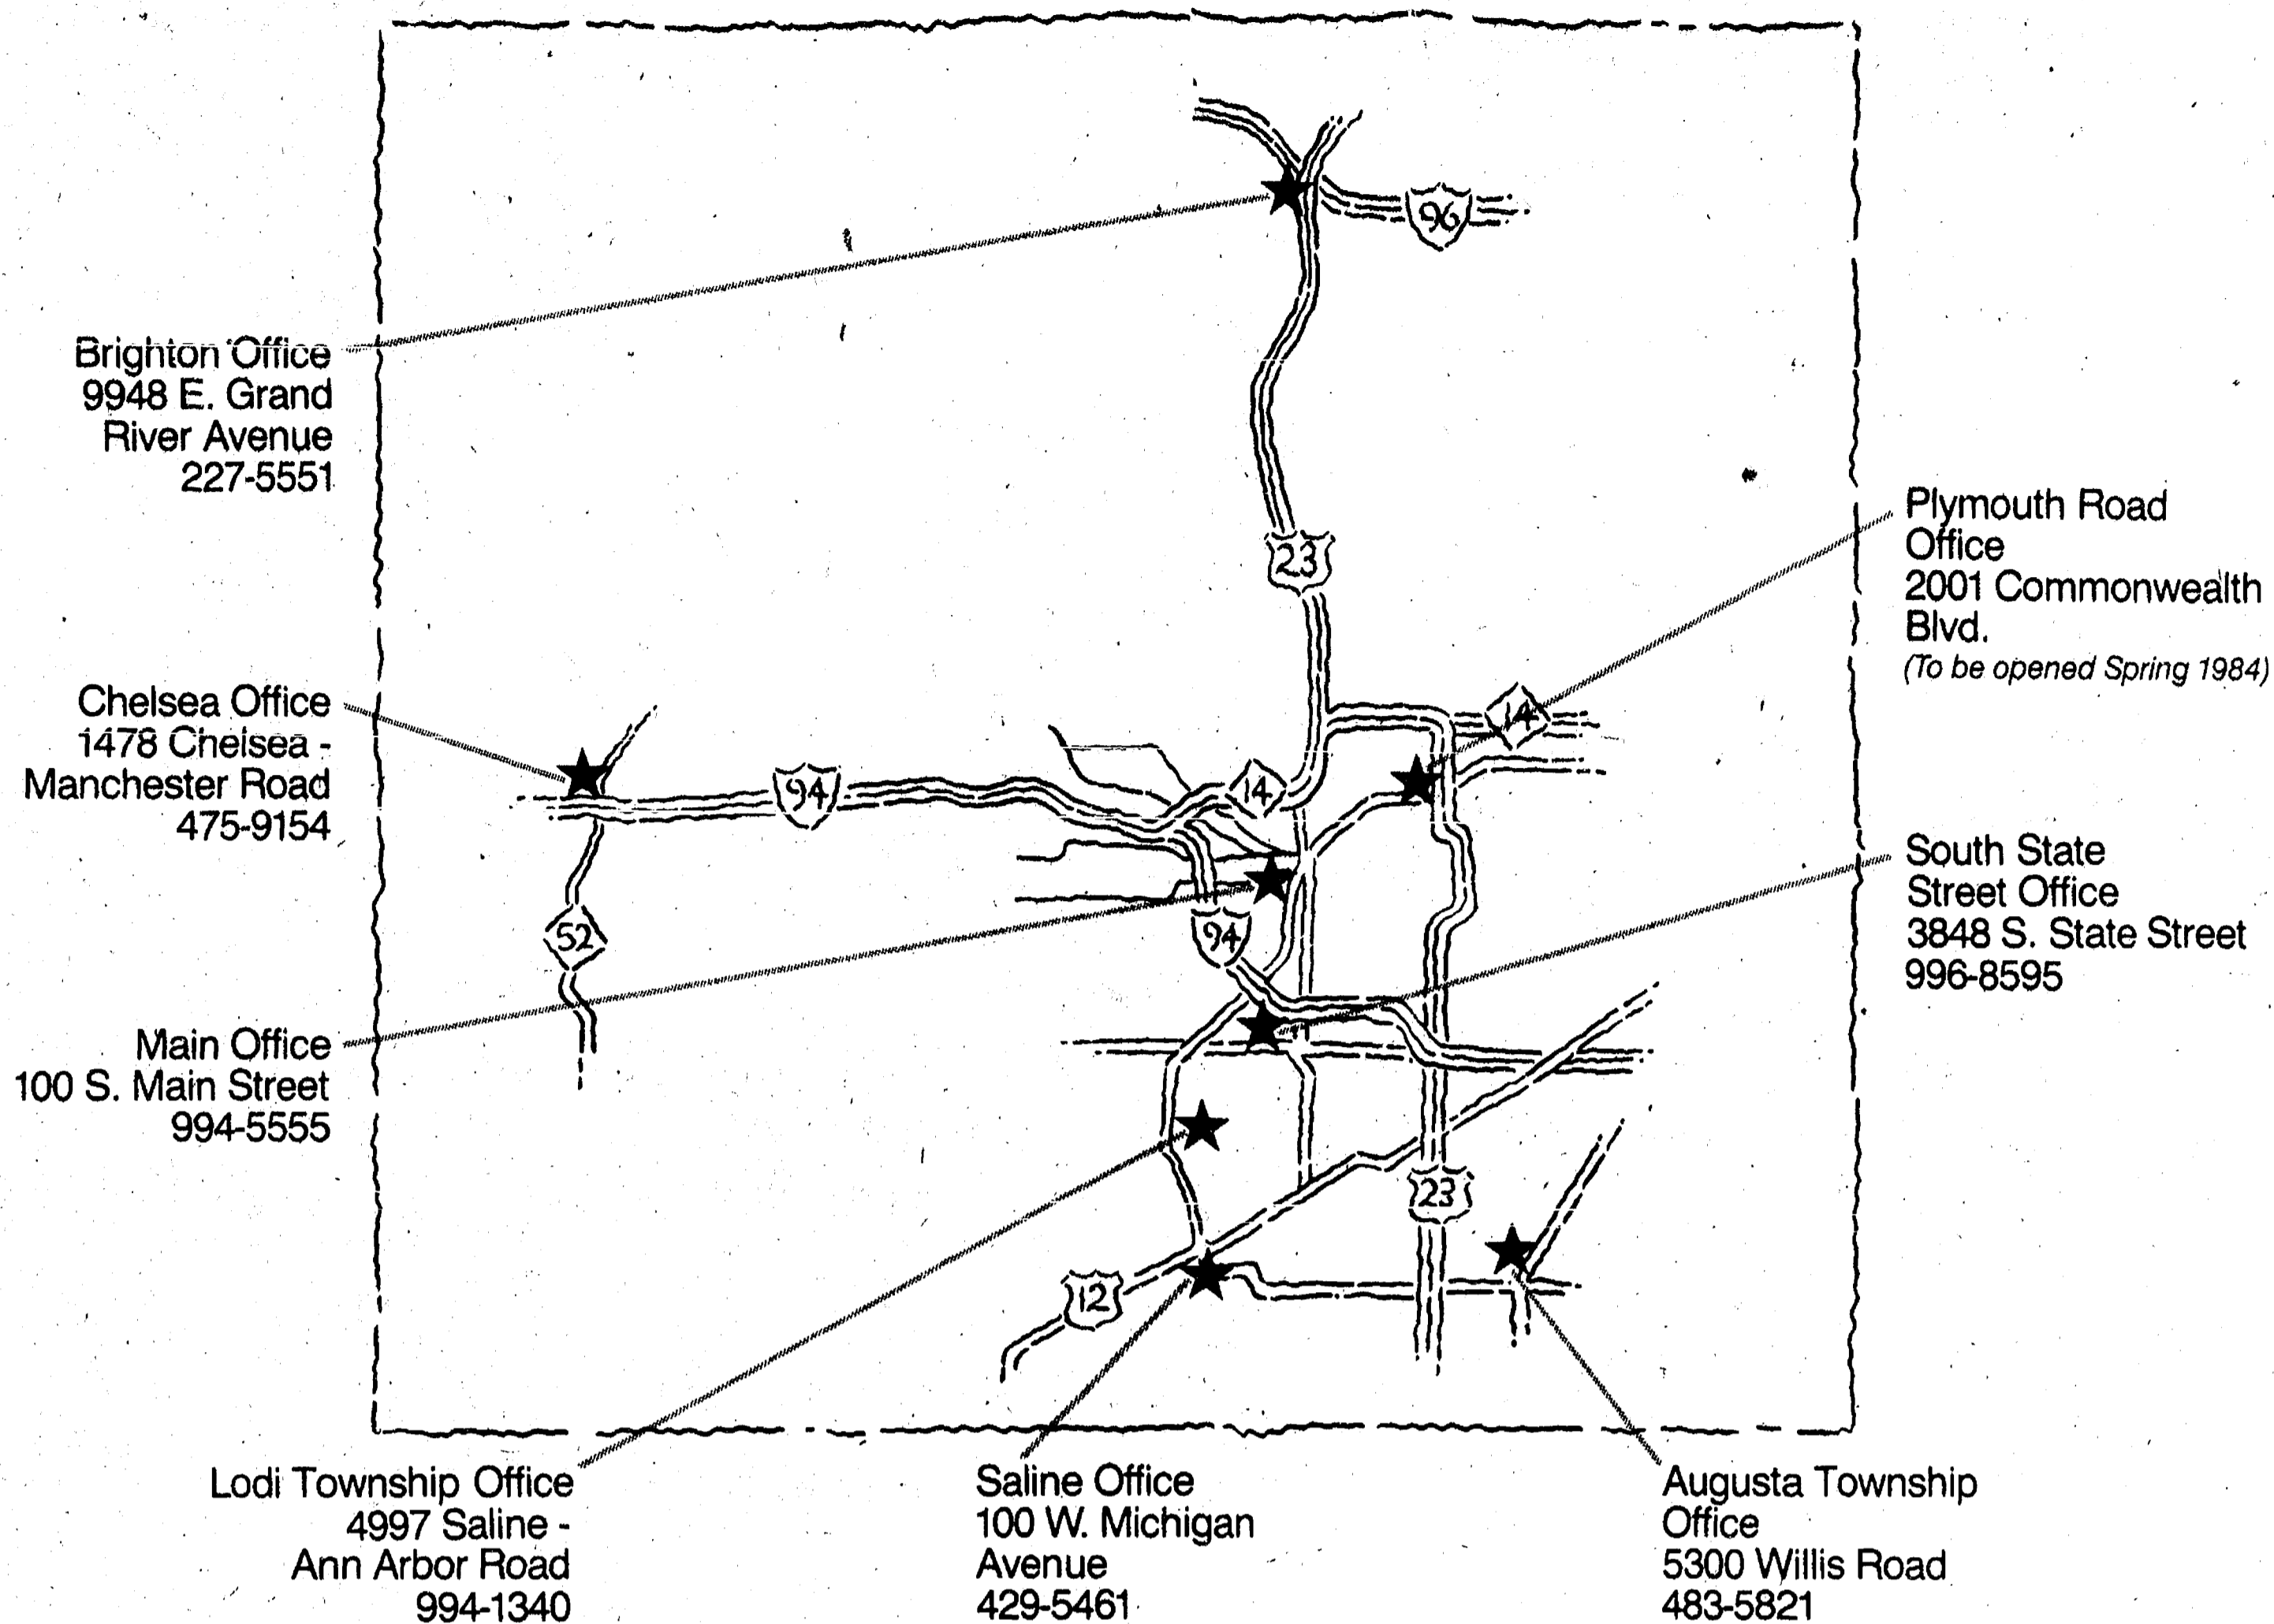 96
Brighton Office
9948 E. Grand
River Avenue
227-5551
23
Plymouth Road
Office
2001 Commonwealth
Blvd.
(To be opened Spring 1984)
Chelsea Office
1478 Chelsea -
Manchester Road
475-9154
94
14
14
South State
Street Office
3848 S. State Street
996-8595
52
94
Main Office
100 S. Main Street
994-5555
23
12
Lodi Township Office
4997 Saline -
Ann Arbor Road
994-1340
Saline Office
100 W. Michigan
Avenue
429-5461
Augusta Township
Office
5300 Willis Road
483-5821